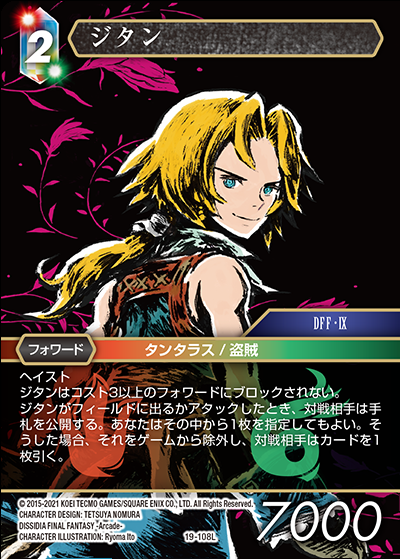 2
ジタン
DFF・IX
フォワード
タンタラス / 盗賊
ヘイスト
ジタンはコスト3以上のフォワードにブロックされない。
ジタンがフィールドに出るかアタックしたとき、対戦相手は手
札を公開する。あなたはその中から1枚を指定してもよい。そ
うした場合、それをゲームから除外し、対戦相手はカードを1
枚引く。
© 2015-2021 KOEI TECMO GAMES/SQUARE ENIX CO., LTD. All Rights Reserved.
CHARACTER DESIGN: TETSUYA NOMURA
DISSIDIA FINAL FANTASY -Arcade-
CHARACTER ILLUSTRATION: Ryoma Ito
19-108L
7000